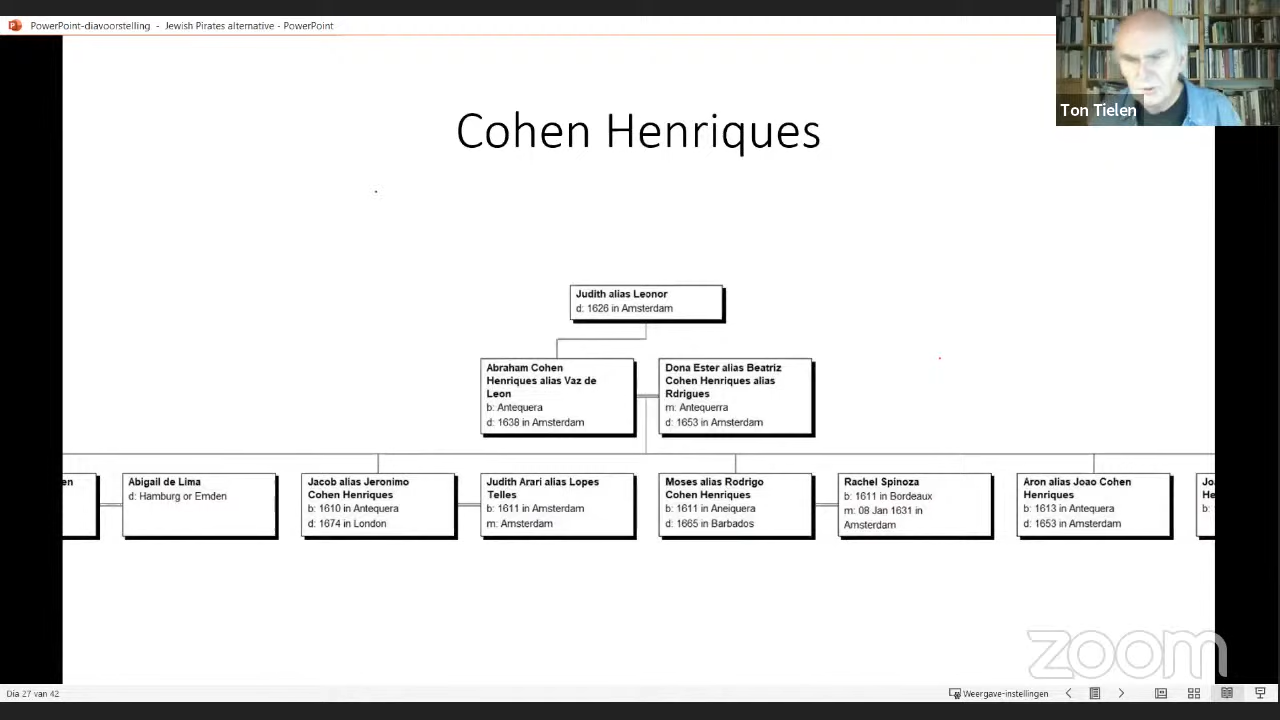 PowerPoint-diavoorstelling - Jewish Pirates alternative - PowerPoint
Ton Tielen
Cohen Henriques
Judith alias Leonor
d: 1626 in Amsterdam
Abraham Cohen
Henriques alias Vaz de
Leon
b: Antequera
d: 1638 in Amsterdam
Dona Ester alias Beatriz
Cohen Henriques alias
Rdrigues
m: Antequerra
d: 1653 in Amsterdam
en
Abigail de Lima
d: Hamburg or Emden
Jacob alias Jeronimo
Cohen Henriques
b: 1610 in Antequera
d: 1674 in London
Judith Arari alias Lopes
Telles
b: 1611 in Amsterdam
m: Amsterdam
Moses alias Rodrigo
Cohen Henriques
b: 1611 in Aneiquera
d: 1665 in Barbados
Rachel Spinoza
b: 1611 in Bordeaux
m: 08 Jan 1631 in
Amsterdam
Aron alias Joao Cohen
Henriques
b: 1613 in Antequera
d: 1653 in Amsterdam
He
b:
zoom
Dia 27 van 42
Weergave-instellingen